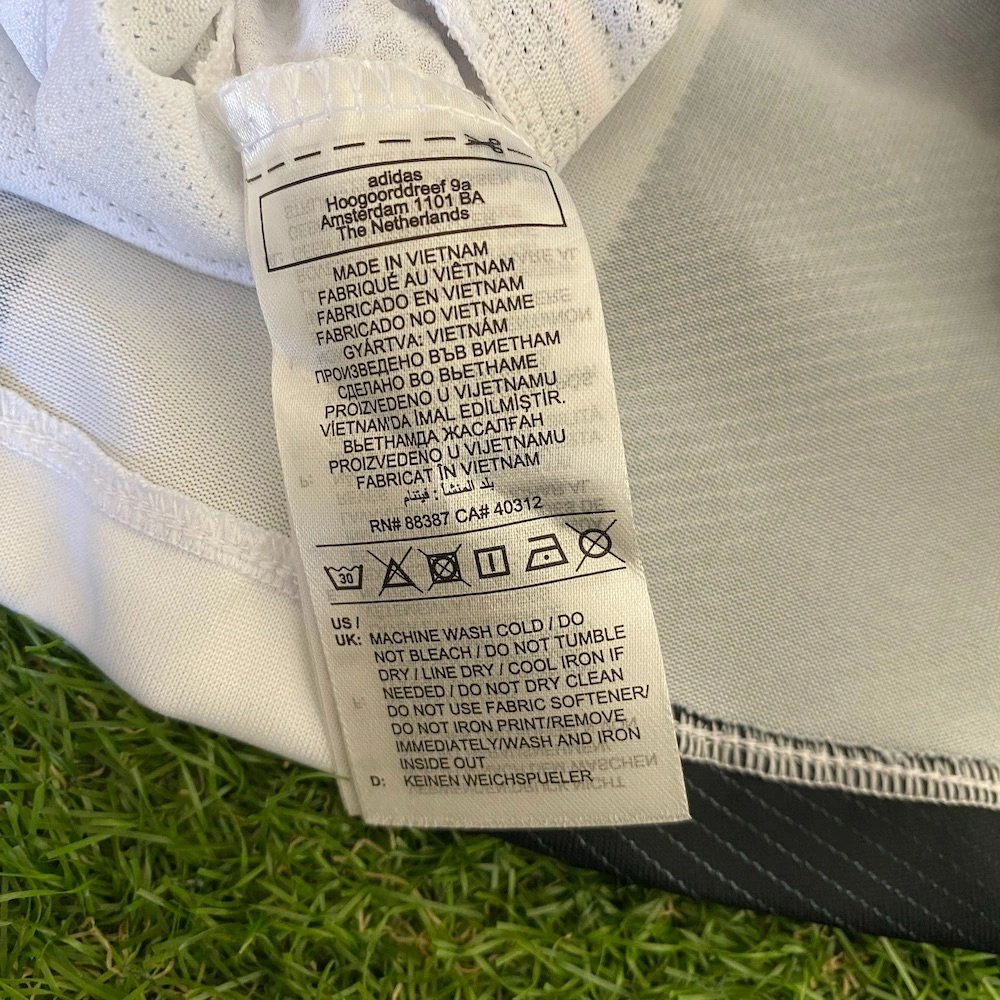 adidas
Hoogoorddreef 9a
Amsterdam 1101 BA
The Netherlands
MADE IN VIETNAM
FABRIQUÉ AU VIÊTNAM
FABRICADO EN VIETNAM
FABRICADO NO VIETNAME
GYÁRTVA: VIETNÁM
ПРОИЗВЕДЕНО ВЪВ ВИЕТНАМ
СДЕЛАНО ВО ВЬЕТНАМЕ
PROIZVEDENO U VIJETNAMU
VİETNAM'DA İMAL EDİLMİŞTİR.
ВЬЕТНАМДА ЖАСАЛҒАН
PROIZVEDENO U VIJETNAMU
FABRICAT ÎN VIETNAM
بلد المنشأ : فيتنام
RN# 88387 CA# 40312
30
US /
UK: MACHINE WASH COLD / DO
NOT BLEACH / DO NOT TUMBLE
DRY / LINE DRY / COOL IRON IF
NEEDED / DO NOT DRY CLEAN
DO NOT USE FABRIC SOFTENER/
DO NOT IRON PRINT/REMOVE
IMMEDIATELY/WASH AND IRON
INSIDE OUT
D: KEINEN WEICHSPUELER